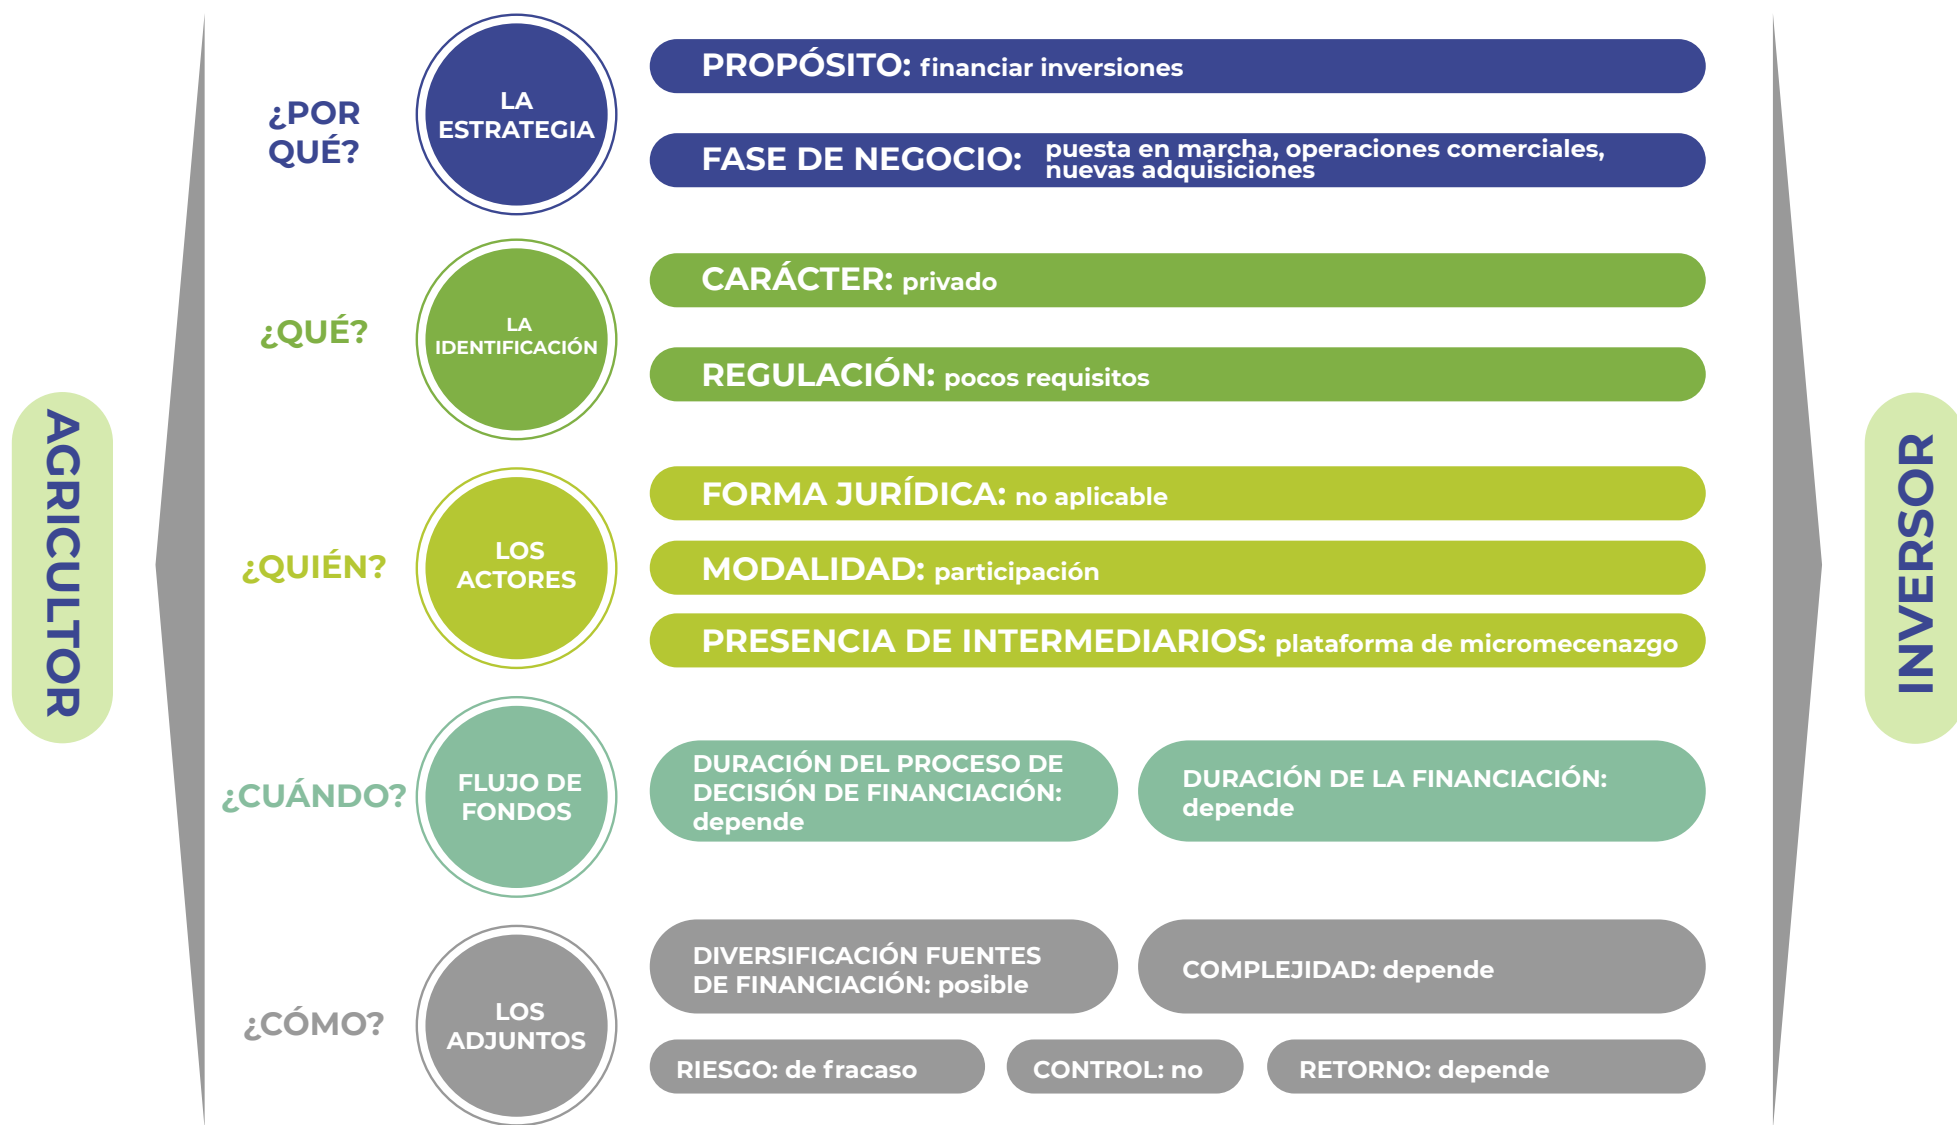 AGRICULTOR
¿POR
QUÉ?
LA
ESTRATEGIA
PROPÓSITO: financiar inversiones
FASE DE NEGOCIO: puesta en marcha, operaciones comerciales,
nuevas adquisiciones
¿QUÉ?
LA
IDENTIFICACIÓN
CARÁCTER: privado
REGULACIÓN: pocos requisitos
¿QUIÉN?
LOS
ACTORES
FORMA JURÍDICA: no aplicable
MODALIDAD: participación
PRESENCIA DE INTERMEDIARIOS: plataforma de micromecenazgo
¿CUÁNDO?
FLUJO DE
FONDOS
DURACIÓN DEL PROCESO DE
DECISIÓN DE FINANCIACIÓN:
depende
DURACIÓN DE LA FINANCIACIÓN:
depende
¿CÓMO?
LOS
ADJUNTOS
DIVERSIFICACIÓN FUENTES
DE FINANCIACIÓN: posible
COMPLEJIDAD: depende
RIESGO: de fracaso
CONTROL: no
RETORNO: depende
INVERSOR